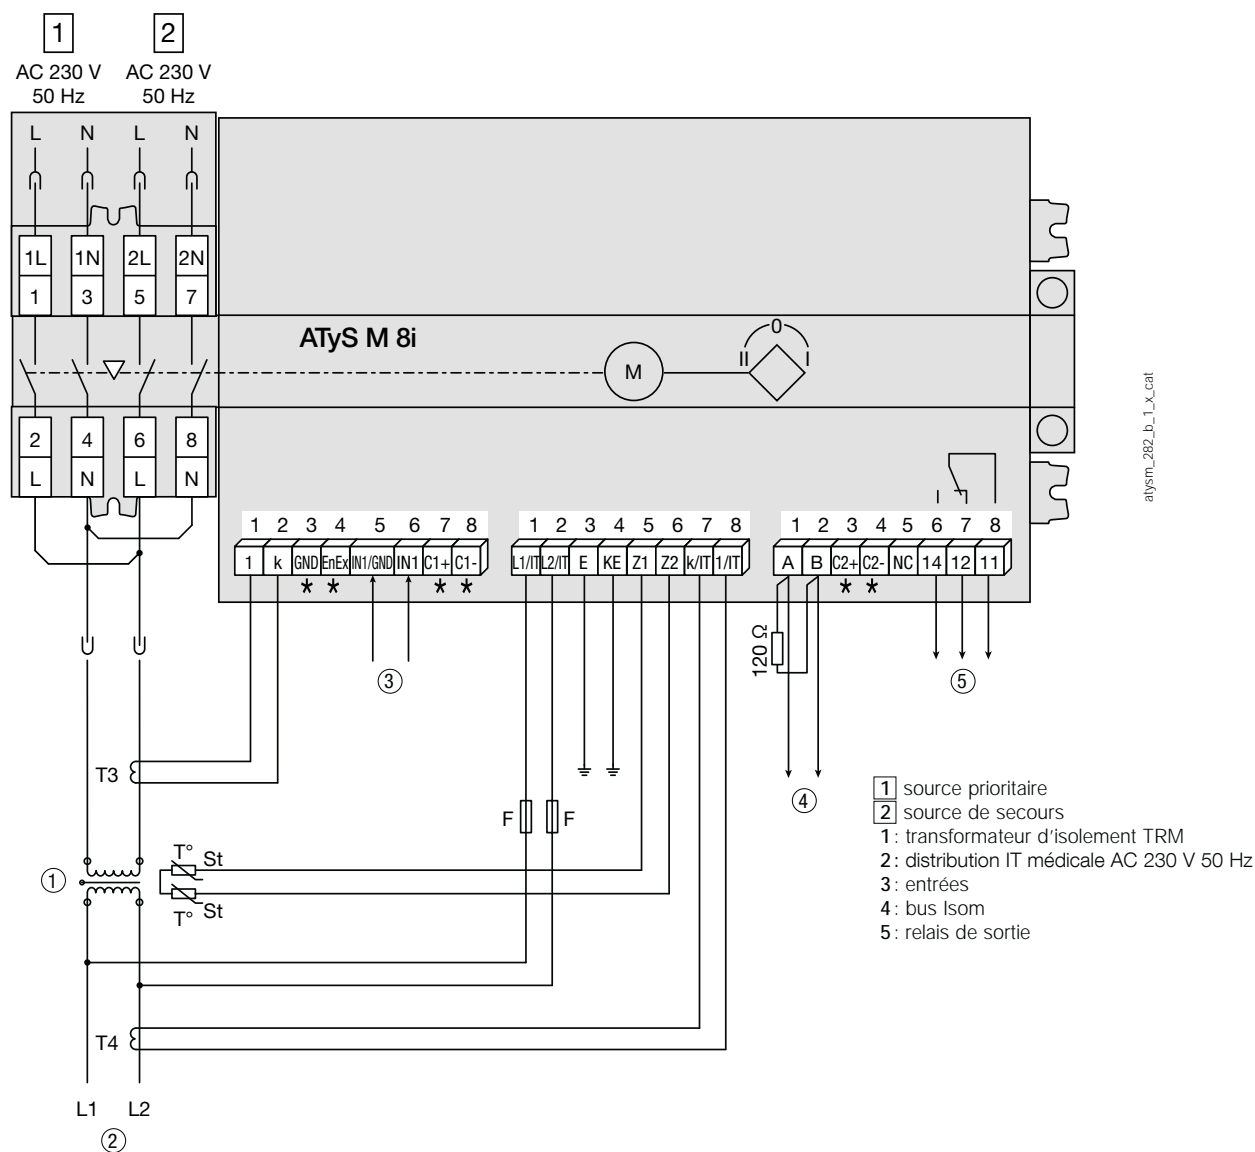 1 2
AC 230 V AC 230 V
50 Hz 50 Hz
L N L N
1L 1N 2L 2N
1 3 5 7
ATyS M 8i
M
II 0 I
2 4 6 8
L N L N
1 2 3 4 5 6 7 8
1 k GND EnEx IN1/GND IN1 C1+ C1-
* * * *
1 2 3 4 5 6 7 8
L1/IT L2/IT E KE Z1 Z2 k/IT 1/IT
1 2 3 4 5 6 7 8
A B C2+ C2- NC 14 12 11
* *
120 Ω
3
5
4
T3
F F
T° St
T° St
1
T4
L1 L2
2
1 source prioritaire
2 source de secours
1 : transformateur d'isolement TRM
2 : distribution IT médicale AC 230 V 50 Hz
3 : entrées
4 : bus Isom
5 : relais de sortie
atysm_282_b_1_x_cat